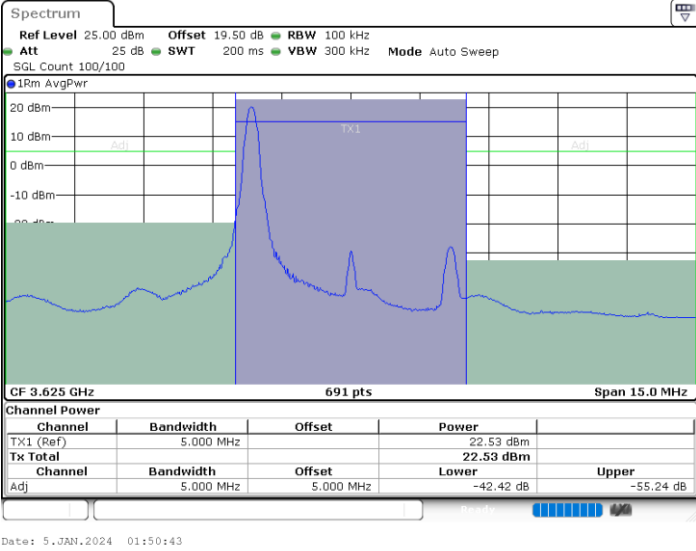 Spectrum
Ref Level 25.00 dBm Offset 19.50 dB RBW 100 kHz
Att 25 dB SWT 200 ms VBW 300 kHz Mode Auto Sweep
SGL Count 100/100
1Rm AvgPwr
20 dBm
10 dBm
Adj TX1 Adj
0 dBm
-10 dBm
CF 3.625 GHz 691 pts Span 15.0 MHz
Channel Power
Channel Bandwidth Offset Power
TX1 (Ref) 5.000 MHz 22.53 dBm
Tx Total 22.53 dBm
Channel Bandwidth Offset Lower Upper
Adj 5.000 MHz 5.000 MHz -42.42 dB -55.24 dB
Ready
Date: 5.JAN.2024 01:50:43